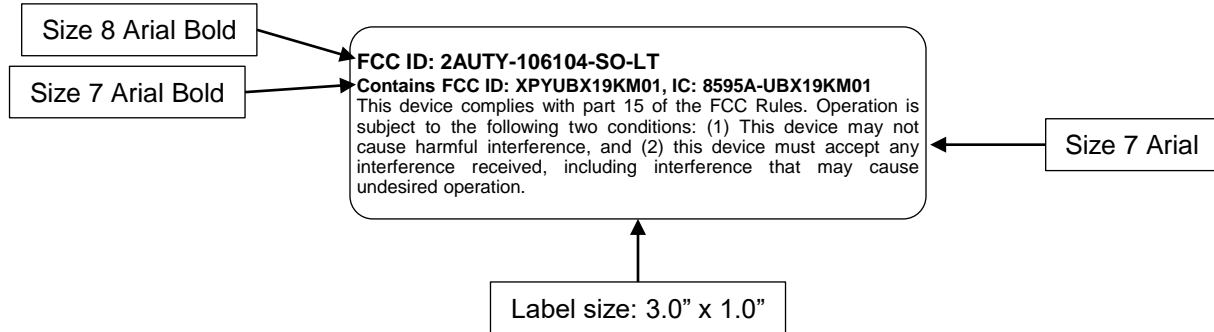 Size 8 Arial Bold
FCC ID: 2AUTY-106104-SO-LT
Size 7 Arial Bold
Contains FCC ID: XPYUBX19KM01, IC: 8595A-UBX19KM01
This device complies with part 15 of the FCC Rules. Operation is
subject to the following two conditions: (1) This device may not
cause harmful interference, and (2) this device must accept any
interference received, including interference that may cause
undesired operation.
Size 7 Arial
Label size: 3.0” x 1.0”